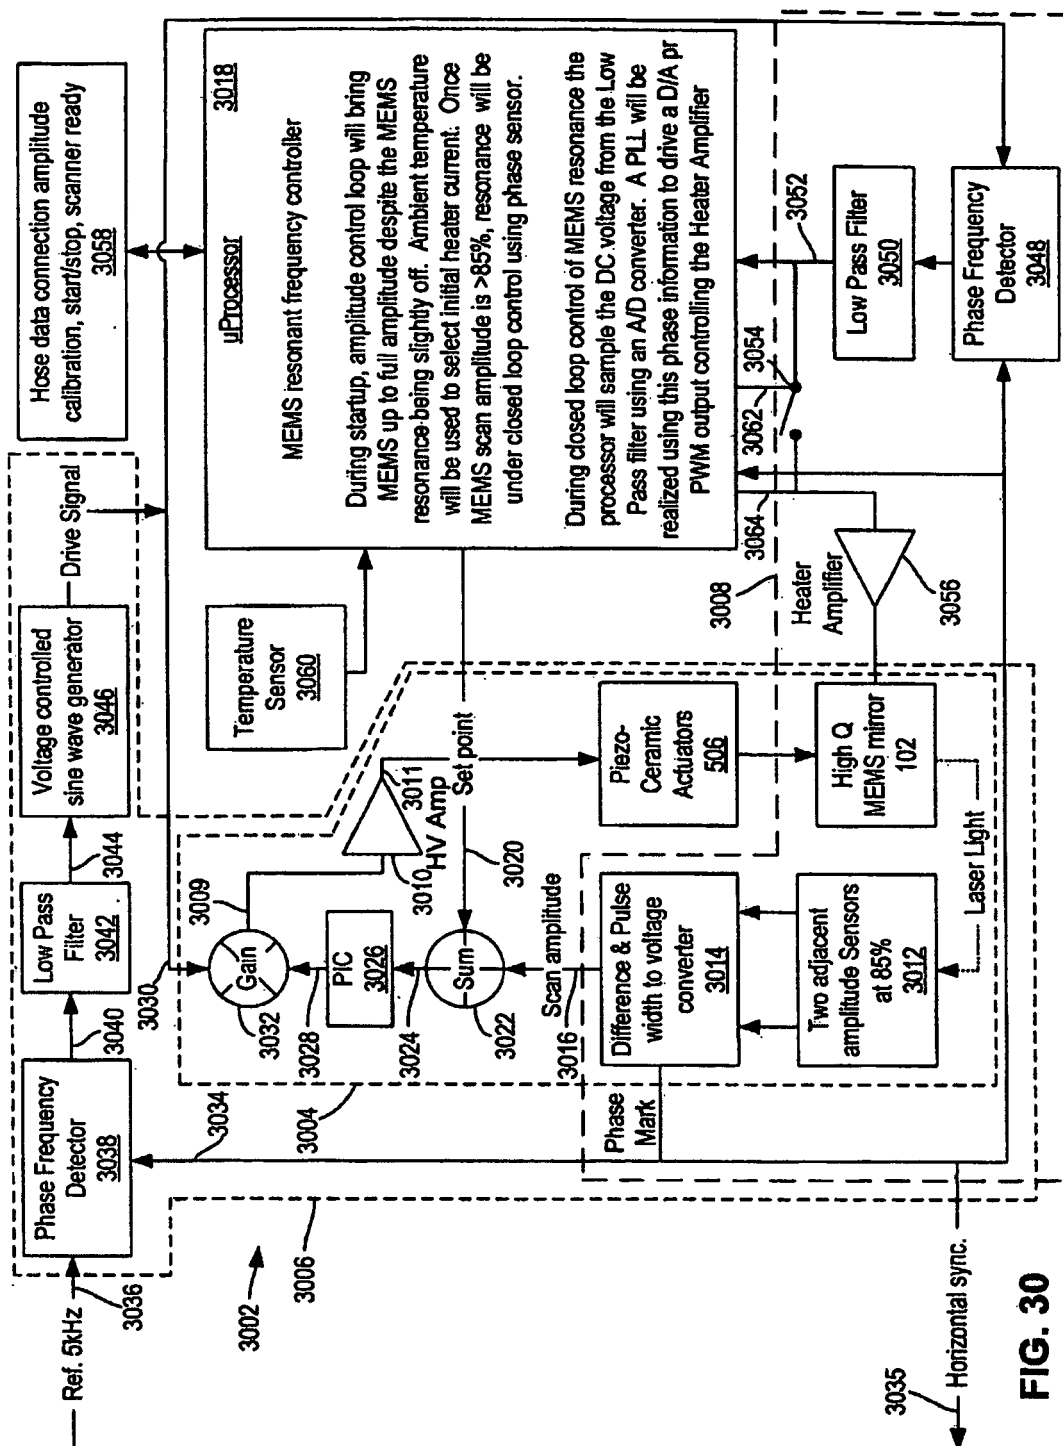 Ref. 5kHz
3036
Phase Frequency
Detector
3038
3040
Low Pass
Filter
3042
3044
Voltage controlled
sine wave generator
3046
Drive Signal
Hose data connection amplitude
calibration, start/stop, scanner ready
3058
3034
3030
3002
3006
3004
Gain
3032
3009
3028
PIC
3026
3024
Sum
3022
3010
3011
HV Amp
Set point
3020
Temperature
Sensor
3060
µProcessor
3018
MEMS resonant frequency controller
During startup, amplitude control loop will bring
MEMS up to full amplitude despite the MEMS
resonance being slightly off. Ambient temperature
will be used to select initial heater current. Once
MEMS scan amplitude is >85%, resonance will be
under closed loop control using phase sensor.
During closed loop control of MEMS resonance the
processor will sample the DC voltage from the Low
Pass filter using an A/D converter. A PLL will be
realized using this phase information to drive a D/A pr
PWM output controlling the Heater Amplifier
3016
Scan amplitude
Phase
Mark
Difference & Pulse
width to voltage
converter
3014
Piezo-
Ceramic
Actuators
506
3008
3064
3062
3054
3052
Heater
Amplifier
3056
Low Pass Filter
3050
Two adjacent
amplitude Sensors
at 85%
3012
High Q
MEMS mirror
102
Laser Light
Phase Frequency
Detector
3048
3035
Horizontal sync.
FIG. 30